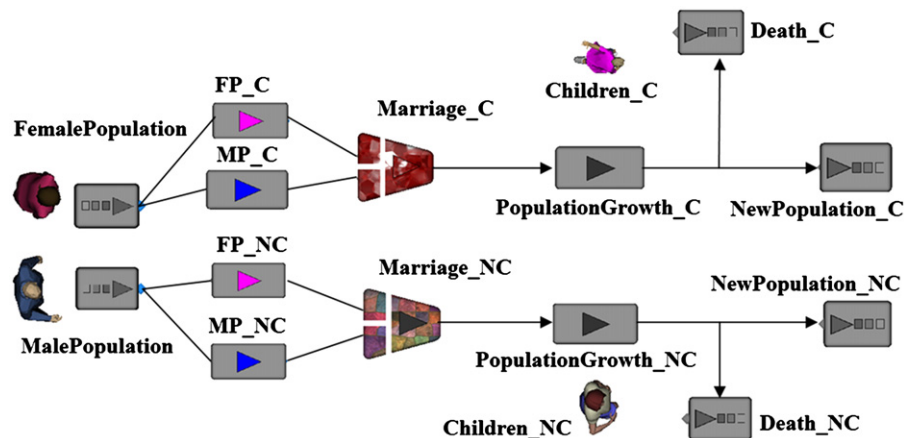 Death_C
FP_C
Children_C
Marriage_C
FemalePopulation
MP_C
PopulationGrowth_C
NewPopulation_C
FP_NC
Marriage_NC
NewPopulation_NC
MalePopulation
MP_NC
PopulationGrowth_NC
Children_NC
Death_NC